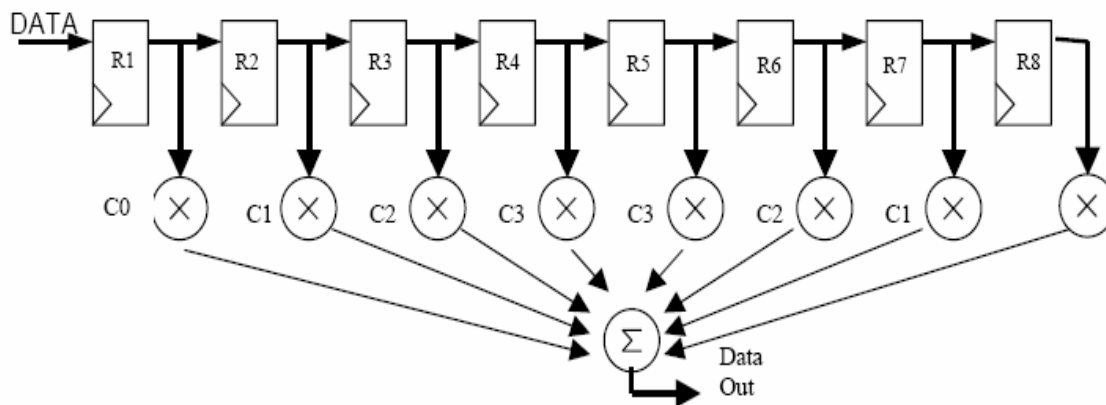 DATA
R1 R2 R3 R4 R5 R6 R7 R8
C0 C1 C2 C3 C3 C2 C1
Σ
Data
Out